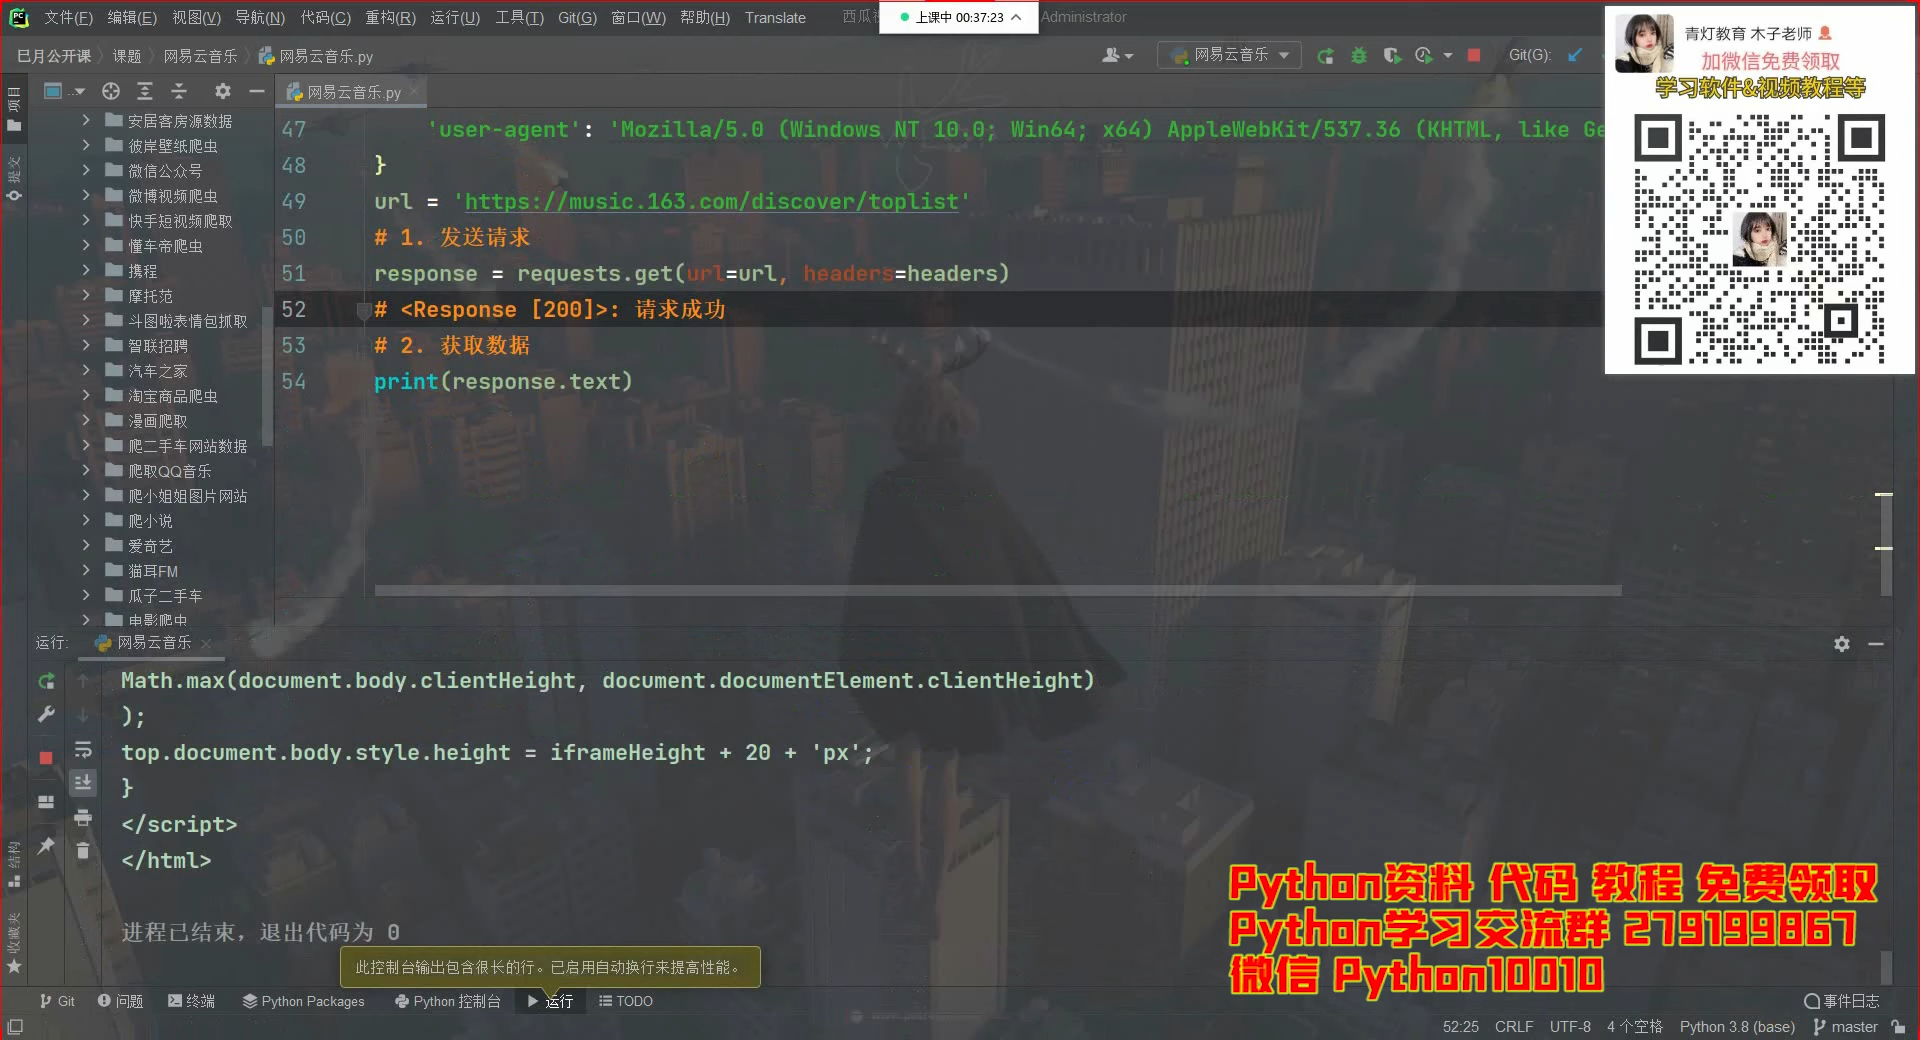 文件(F) 编辑(E) 视图(V) 导航(N) 代码(C) 重构(R) 运行(U) 工具(T) Git(G) 窗口(W) 帮助(H) Translate
上课中 00:37:23
Administrator
巳月公开课 课题 网易云音乐 网易云音乐.py
网易云音乐
Git(G):
青灯教育 木子老师
加微信免费领取
学习软件&视频教程等
项目
提交
网易云音乐.py
安居客房源数据
彼岸壁纸爬虫
微信公众号
微博视频爬虫
快手短视频爬取
懂车帝爬虫
携程
摩托范
斗图啦表情包抓取
智联招聘
汽车之家
淘宝商品爬虫
漫画爬取
爬二手车网站数据
爬取QQ音乐
爬小姐姐图片网站
爬小说
爱奇艺
猫耳FM
瓜子二手车
电影爬虫
47 'user-agent': 'Mozilla/5.0 (Windows NT 10.0; Win64; x64) AppleWebKit/537.36 (KHTML, like Ge
48 }
49 url = 'https://music.163.com/discover/toplist'
50 # 1. 发送请求
51 response = requests.get(url=url, headers=headers)
52 # <Response [200]>: 请求成功
53 # 2. 获取数据
54 print(response.text)
运行: 网易云音乐
Math.max(document.body.clientHeight, document.documentElement.clientHeight)
);
top.document.body.style.height = iframeHeight + 20 + 'px';
}
</script>
</html>
进程已结束，退出代码为 0
结构
收藏夹
此控制台输出包含很长的行。已启用自动换行来提高性能。
Python资料 代码 教程 免费领取
Python学习交流群 279199867
微信 Python10010
Git 问题 终端 Python Packages Python 控制台 运行 TODO
事件日志
52:25 CRLF UTF-8 4 个空格 Python 3.8 (base) master